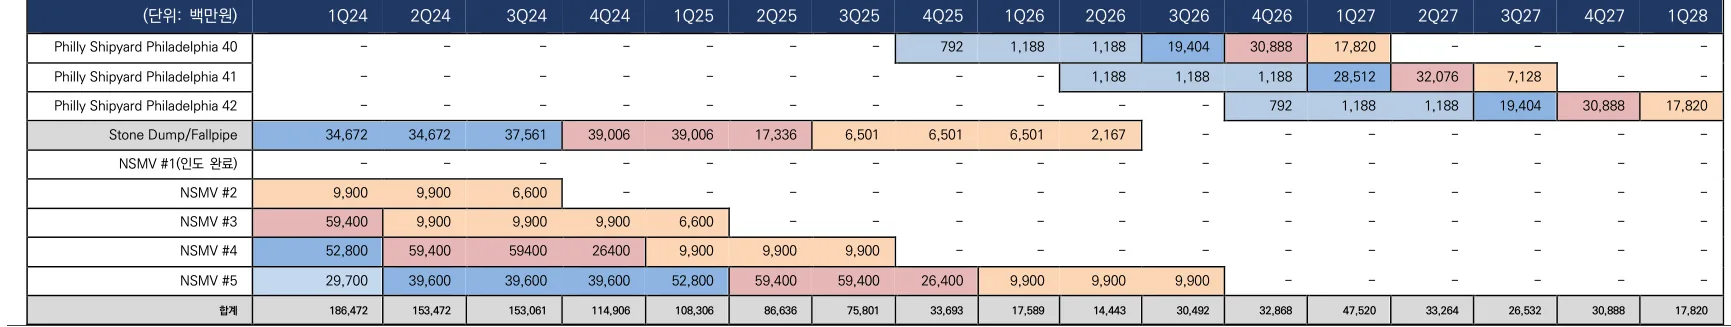 (단위: 백만원) 1Q24 2Q24 3Q24 4Q24 1Q25 2Q25 3Q25 4Q25 1Q26 2Q26 3Q26 4Q26 1Q27 2Q27 3Q27 4Q27 1Q28
Philly Shipyard Philadelphia 40 – – – – – – – 792 1,188 1,188 19,404 30,888 17,820 – – – –
Philly Shipyard Philadelphia 41 – – – – – – – – – 1,188 1,188 1,188 28,512 32,076 7,128 – –
Philly Shipyard Philadelphia 42 – – – – – – – – – – – 792 1,188 1,188 19,404 30,888 17,820
Stone Dump/Fallpipe 34,672 34,672 37,561 39,006 39,006 17,336 6,501 6,501 6,501 2,167 – – – – – – –
NSMV #1(인도 완료) – – – – – – – – – – – – – – – – –
NSMV #2 9,900 9,900 6,600 – – – – – – – – – – – – – –
NSMV #3 59,400 9,900 9,900 9,900 6,600 – – – – – – – – – – – –
NSMV #4 52,800 59,400 59400 26400 9,900 9,900 9,900 – – – – – – – – – –
NSMV #5 29,700 39,600 39,600 39,600 52,800 59,400 59,400 26,400 9,900 9,900 9,900 – – – – – –
합계 186,472 153,472 153,061 114,906 108,306 86,636 75,801 33,693 17,589 14,443 30,492 32,868 47,520 33,264 26,532 30,888 17,820